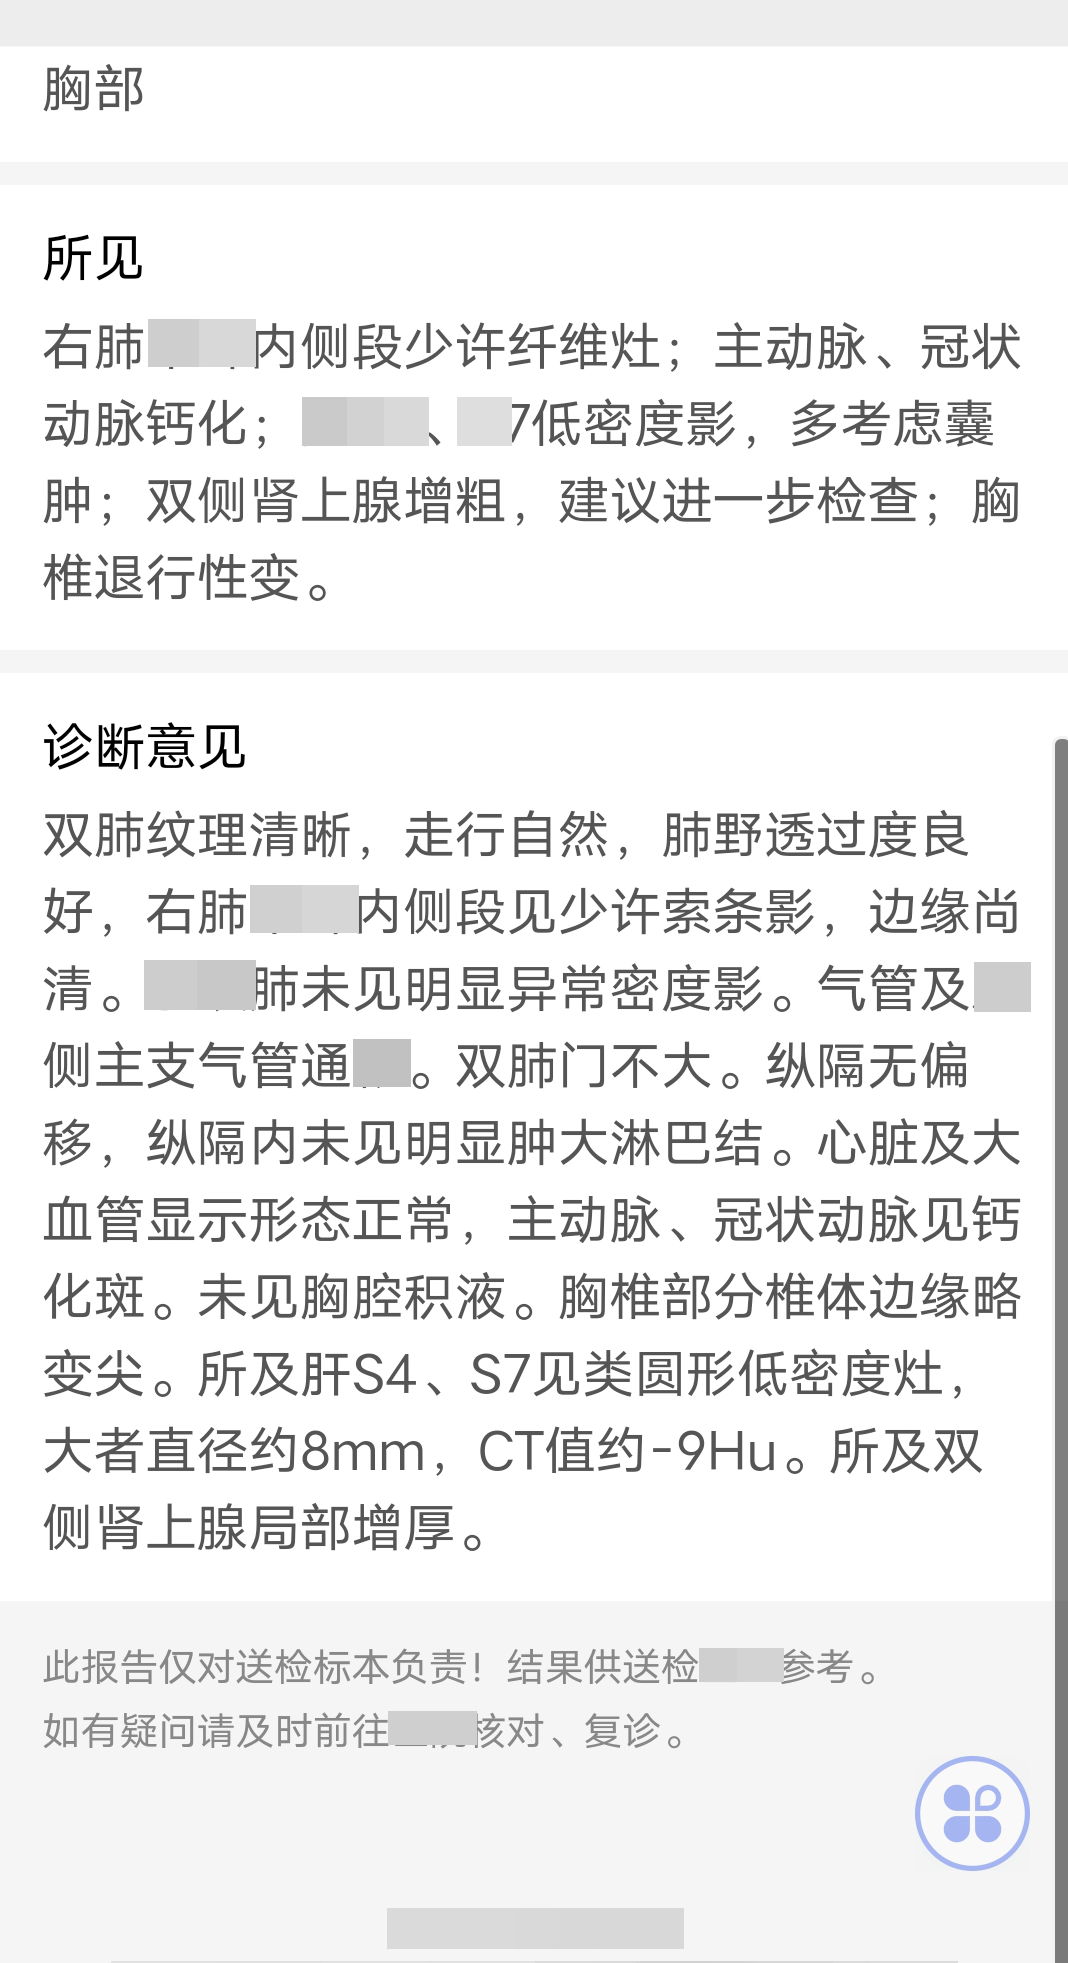 胸部
所见
右肺内侧段少许纤维灶；主动脉、冠状
动脉钙化；、7低密度影，多考虑囊
肿；双侧肾上腺增粗，建议进一步检查；胸
椎退行性变。
诊断意见
双肺纹理清晰，走行自然，肺野透过度良
好，右肺内侧段见少许索条影，边缘尚
清。肺未见明显异常密度影。气管及
侧主支气管通。双肺门不大。纵隔无偏
移，纵隔内未见明显肿大淋巴结。心脏及大
血管显示形态正常，主动脉、冠状动脉见钙
化斑。未见胸腔积液。胸椎部分椎体边缘略
变尖。所及肝S4、S7见类圆形低密度灶，
大者直径约8mm，CT值约-9Hu。所及双
侧肾上腺局部增厚。
此报告仅对送检标本负责！结果供送检参考。
如有疑问请及时前往核对、复诊。